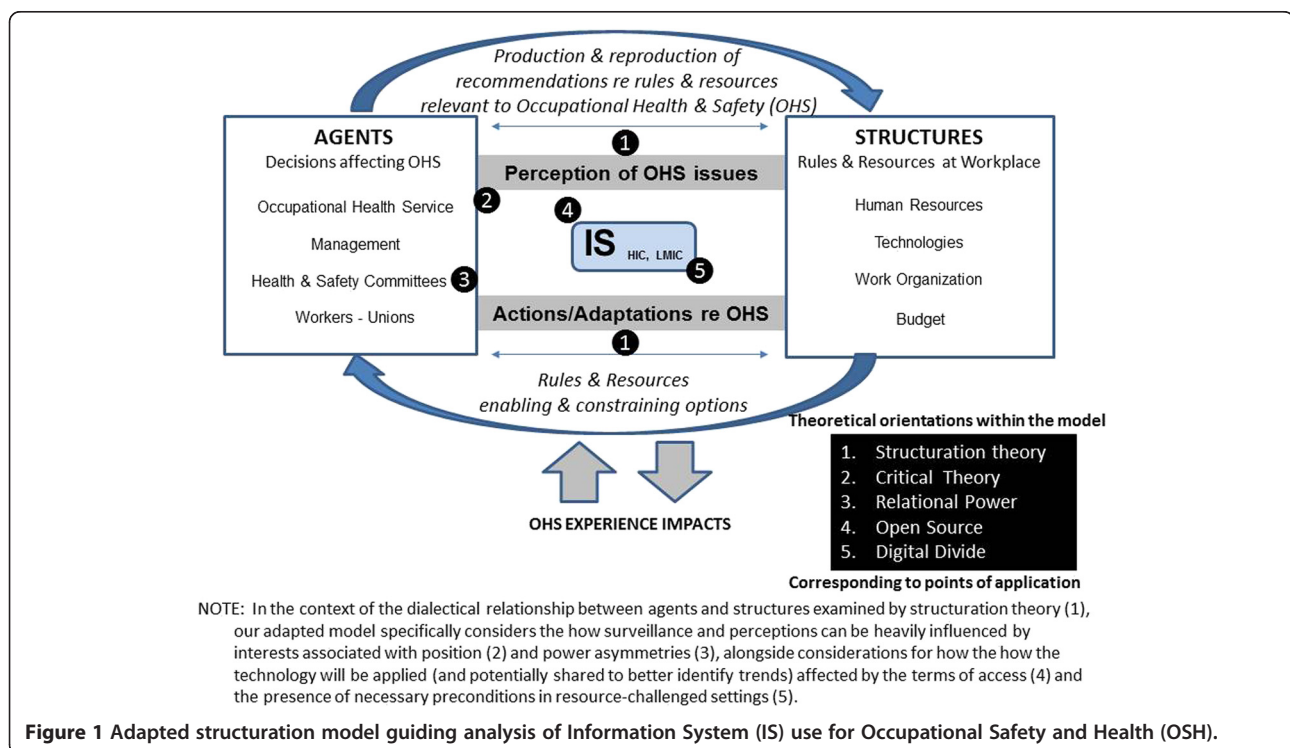 Production & reproduction of
recommendations re rules & resources
relevant to Occupational Health & Safety (OHS)
AGENTS
Decisions affecting OHS
Occupational Health Service
Management
Health & Safety Committees
Workers - Unions
1
Perception of OHS issues
2
4
IS HIC, LMIC
5
3
Actions/Adaptations re OHS
1
STRUCTURES
Rules & Resources at Workplace
Human Resources
Technologies
Work Organization
Budget
Rules & Resources
enabling & constraining options
OHS EXPERIENCE IMPACTS
Theoretical orientations within the model
1. Structuration theory
2. Critical Theory
3. Relational Power
4. Open Source
5. Digital Divide
Corresponding to points of application
NOTE: In the context of the dialectical relationship between agents and structures examined by structuration theory (1),
our adapted model specifically considers the how surveillance and perceptions can be heavily influenced by
interests associated with position (2) and power asymmetries (3), alongside considerations for how the how the
technology will be applied (and potentially shared to better identify trends) affected by the terms of access (4) and
the presence of necessary preconditions in resource-challenged settings (5).
Figure 1 Adapted structuration model guiding analysis of Information System (IS) use for Occupational Safety and Health (OSH).